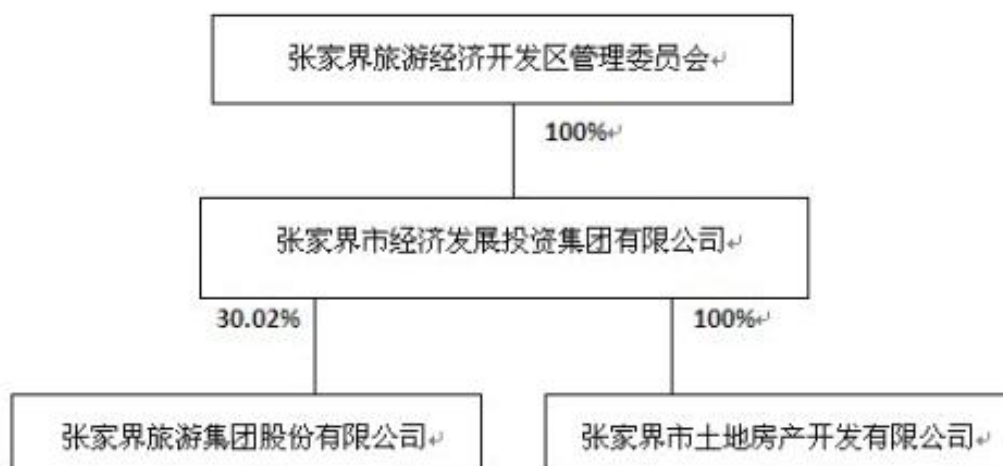 张家界旅游经济开发区管理委员会
100%
张家界市经济发展投资集团有限公司
30.02%
100%
张家界旅游集团股份有限公司
张家界市土地房产开发有限公司